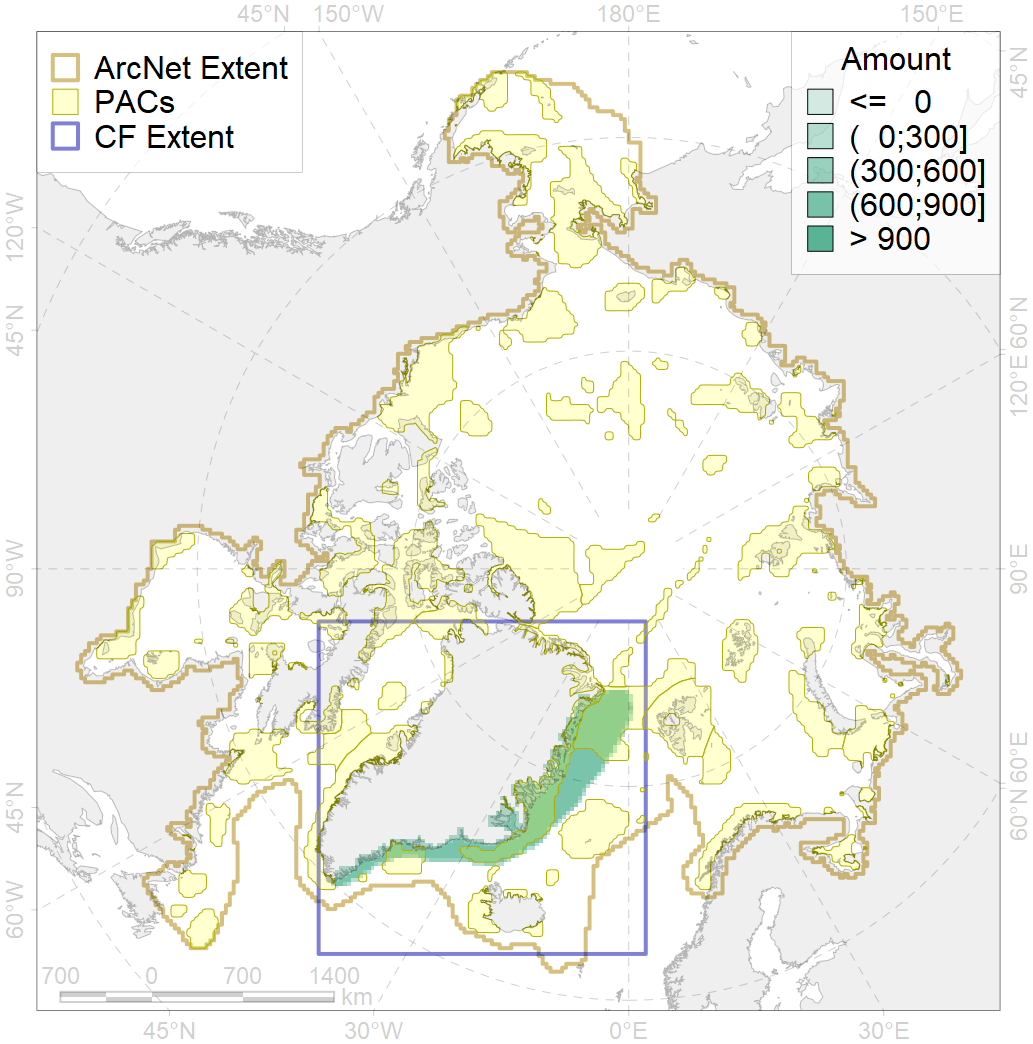 45°N 150°W 180°E 150°E
ArcNet Extent
PACs
CF Extent
Amount
<= 0
( 0;300]
(300;600]
(600;900]
> 900
45°N
120°W
45°N
90°W
45°N
60°W
60°N
120°E
90°E
60°E
60°N
700 0 700 1400
km
45°W 30°W 0°E 30°E